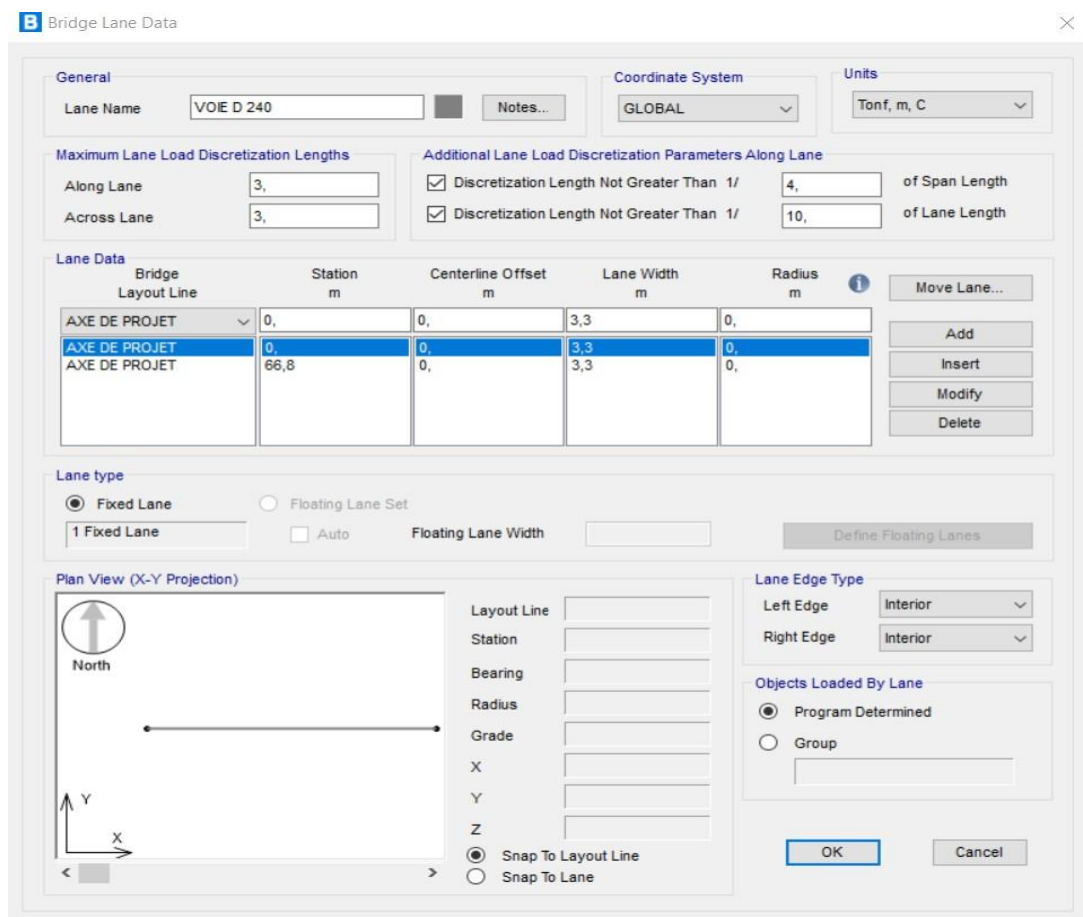 B Bridge Lane Data
General
Lane Name VOIE D 240 Notes...
Coordinate System
GLOBAL
Units
Tonf, m, C
Maximum Lane Load Discretization Lengths
Along Lane 3,
Across Lane 3,
Additional Lane Load Discretization Parameters Along Lane
Discretization Length Not Greater Than 1/ 4, of Span Length
Discretization Length Not Greater Than 1/ 10, of Lane Length
Lane Data
Bridge Station Centerline Offset Lane Width Radius
Layout Line m m m m
AXE DE PROJET 0, 0, 3,3 0,
AXE DE PROJET 0, 0, 3,3 0,
AXE DE PROJET 66,8 0, 3,3 0,
Move Lane...
Add
Insert
Modify
Delete
Lane type
Fixed Lane Floating Lane Set
1 Fixed Lane Auto Floating Lane Width Define Floating Lanes
Plan View (X-Y Projection)
North
Y
X
Layout Line
Station
Bearing
Radius
Grade
X
Y
Z
Snap To Layout Line
Snap To Lane
Lane Edge Type
Left Edge Interior
Right Edge Interior
Objects Loaded By Lane
Program Determined
Group
OK Cancel